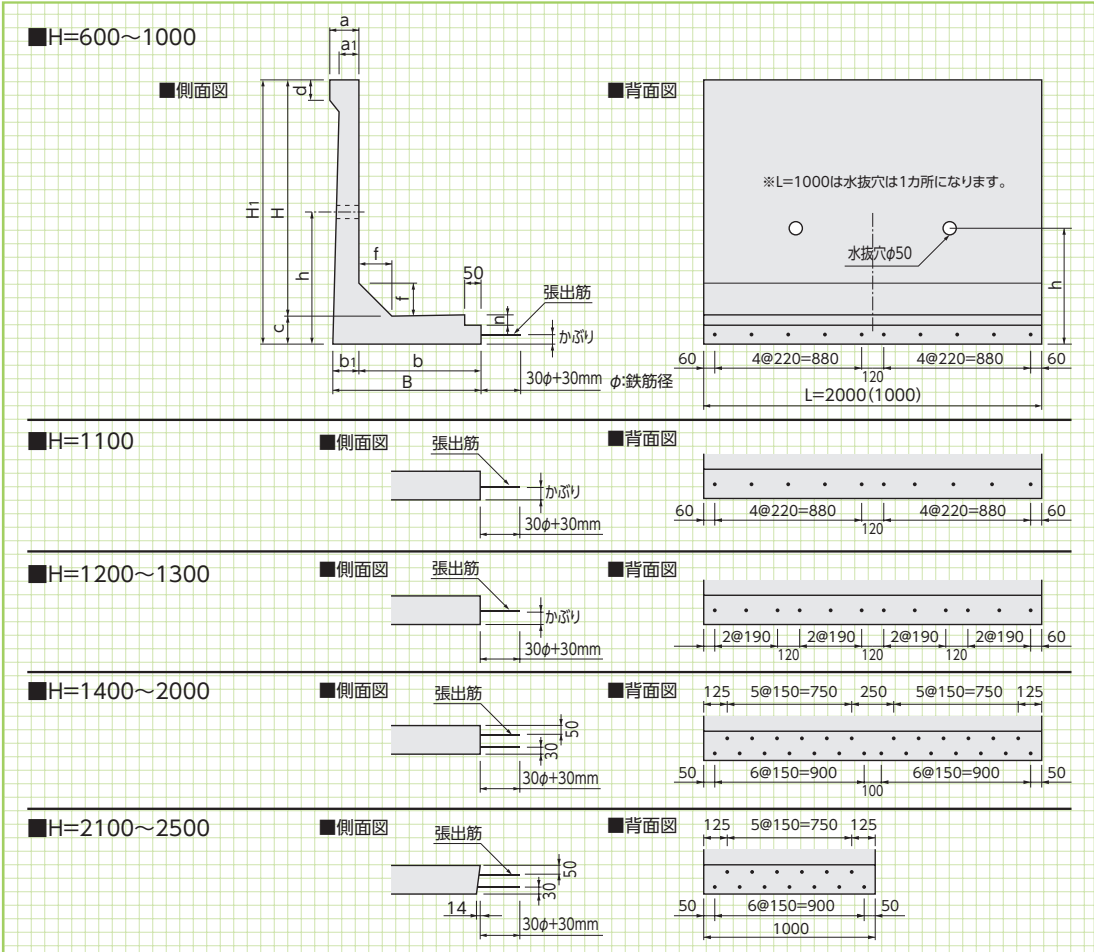 ■H=600～1000
■側面図
a
a1
d
H1
H
h
c
f
f
50
n
張出筋
かぶり
b1
b
B
30φ+30mm φ:鉄筋径
■背面図
※L=1000は水抜穴は1カ所になります。
水抜穴φ50
h
60
4@220=880
120
4@220=880
60
L=2000(1000)
■H=1100
■側面図
張出筋
かぶり
30φ+30mm
■背面図
60
4@220=880
120
4@220=880
60
■H=1200～1300
■側面図
張出筋
かぶり
30φ+30mm
■背面図
2@190
120
2@190
120
2@190
120
2@190
60
■H=1400～2000
■側面図
張出筋
50
30
30φ+30mm
■背面図
125
5@150=750
250
5@150=750
125
50
6@150=900
100
6@150=900
50
■H=2100～2500
■側面図
張出筋
50
30
14
30φ+30mm
■背面図
125
5@150=750
125
50
6@150=900
50
1000